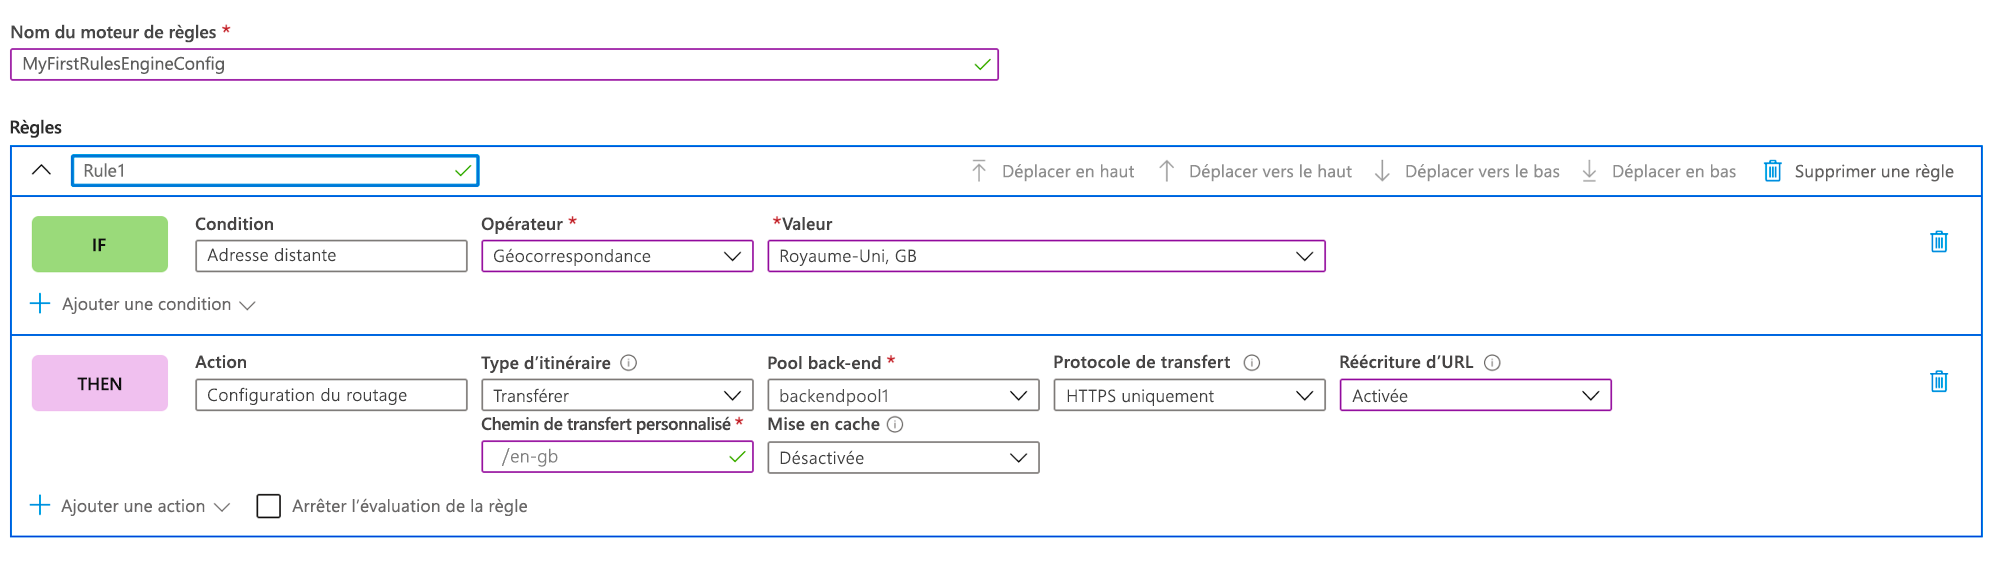 Nom du moteur de règles *
MyFirstRulesEngineConfig
Règles
Rule1
Déplacer en haut
Déplacer vers le haut
Déplacer vers le bas
Déplacer en bas
Supprimer une règle
IF
Condition
Opérateur *
*Valeur
Adresse distante
Géocorrespondance
Royaume-Uni, GB
Ajouter une condition
THEN
Action
Type d’itinéraire
Pool back-end *
Protocole de transfert
Réécriture d’URL
Configuration du routage
Transférer
backendpool1
HTTPS uniquement
Activée
Chemin de transfert personnalisé *
Mise en cache
/en-gb
Désactivée
Ajouter une action
Arrêter l’évaluation de la règle